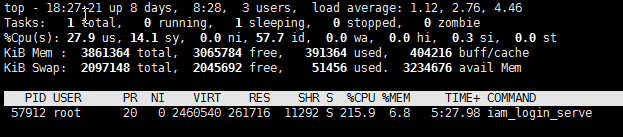 top - 18:27:21 up 8 days,  8:28,  3 users,  load average: 1.12, 2.76, 4.46
Tasks:   1 total,   0 running,   1 sleeping,   0 stopped,   0 zombie
%Cpu(s): 27.9 us, 14.1 sy,  0.0 ni, 57.7 id,  0.0 wa,  0.0 hi,  0.3 si,  0.0 st
KiB Mem :  3861364 total,  3065784 free,   391364 used,   404216 buff/cache
KiB Swap:  2097148 total,  2045692 free,    51456 used.  3234676 avail Mem
PID USER      PR  NI    VIRT    RES    SHR S  %CPU %MEM     TIME+ COMMAND
57912 root      20   0 2460540 261716  11292 S 215.9  6.8   5:27.98 iam_login_serve